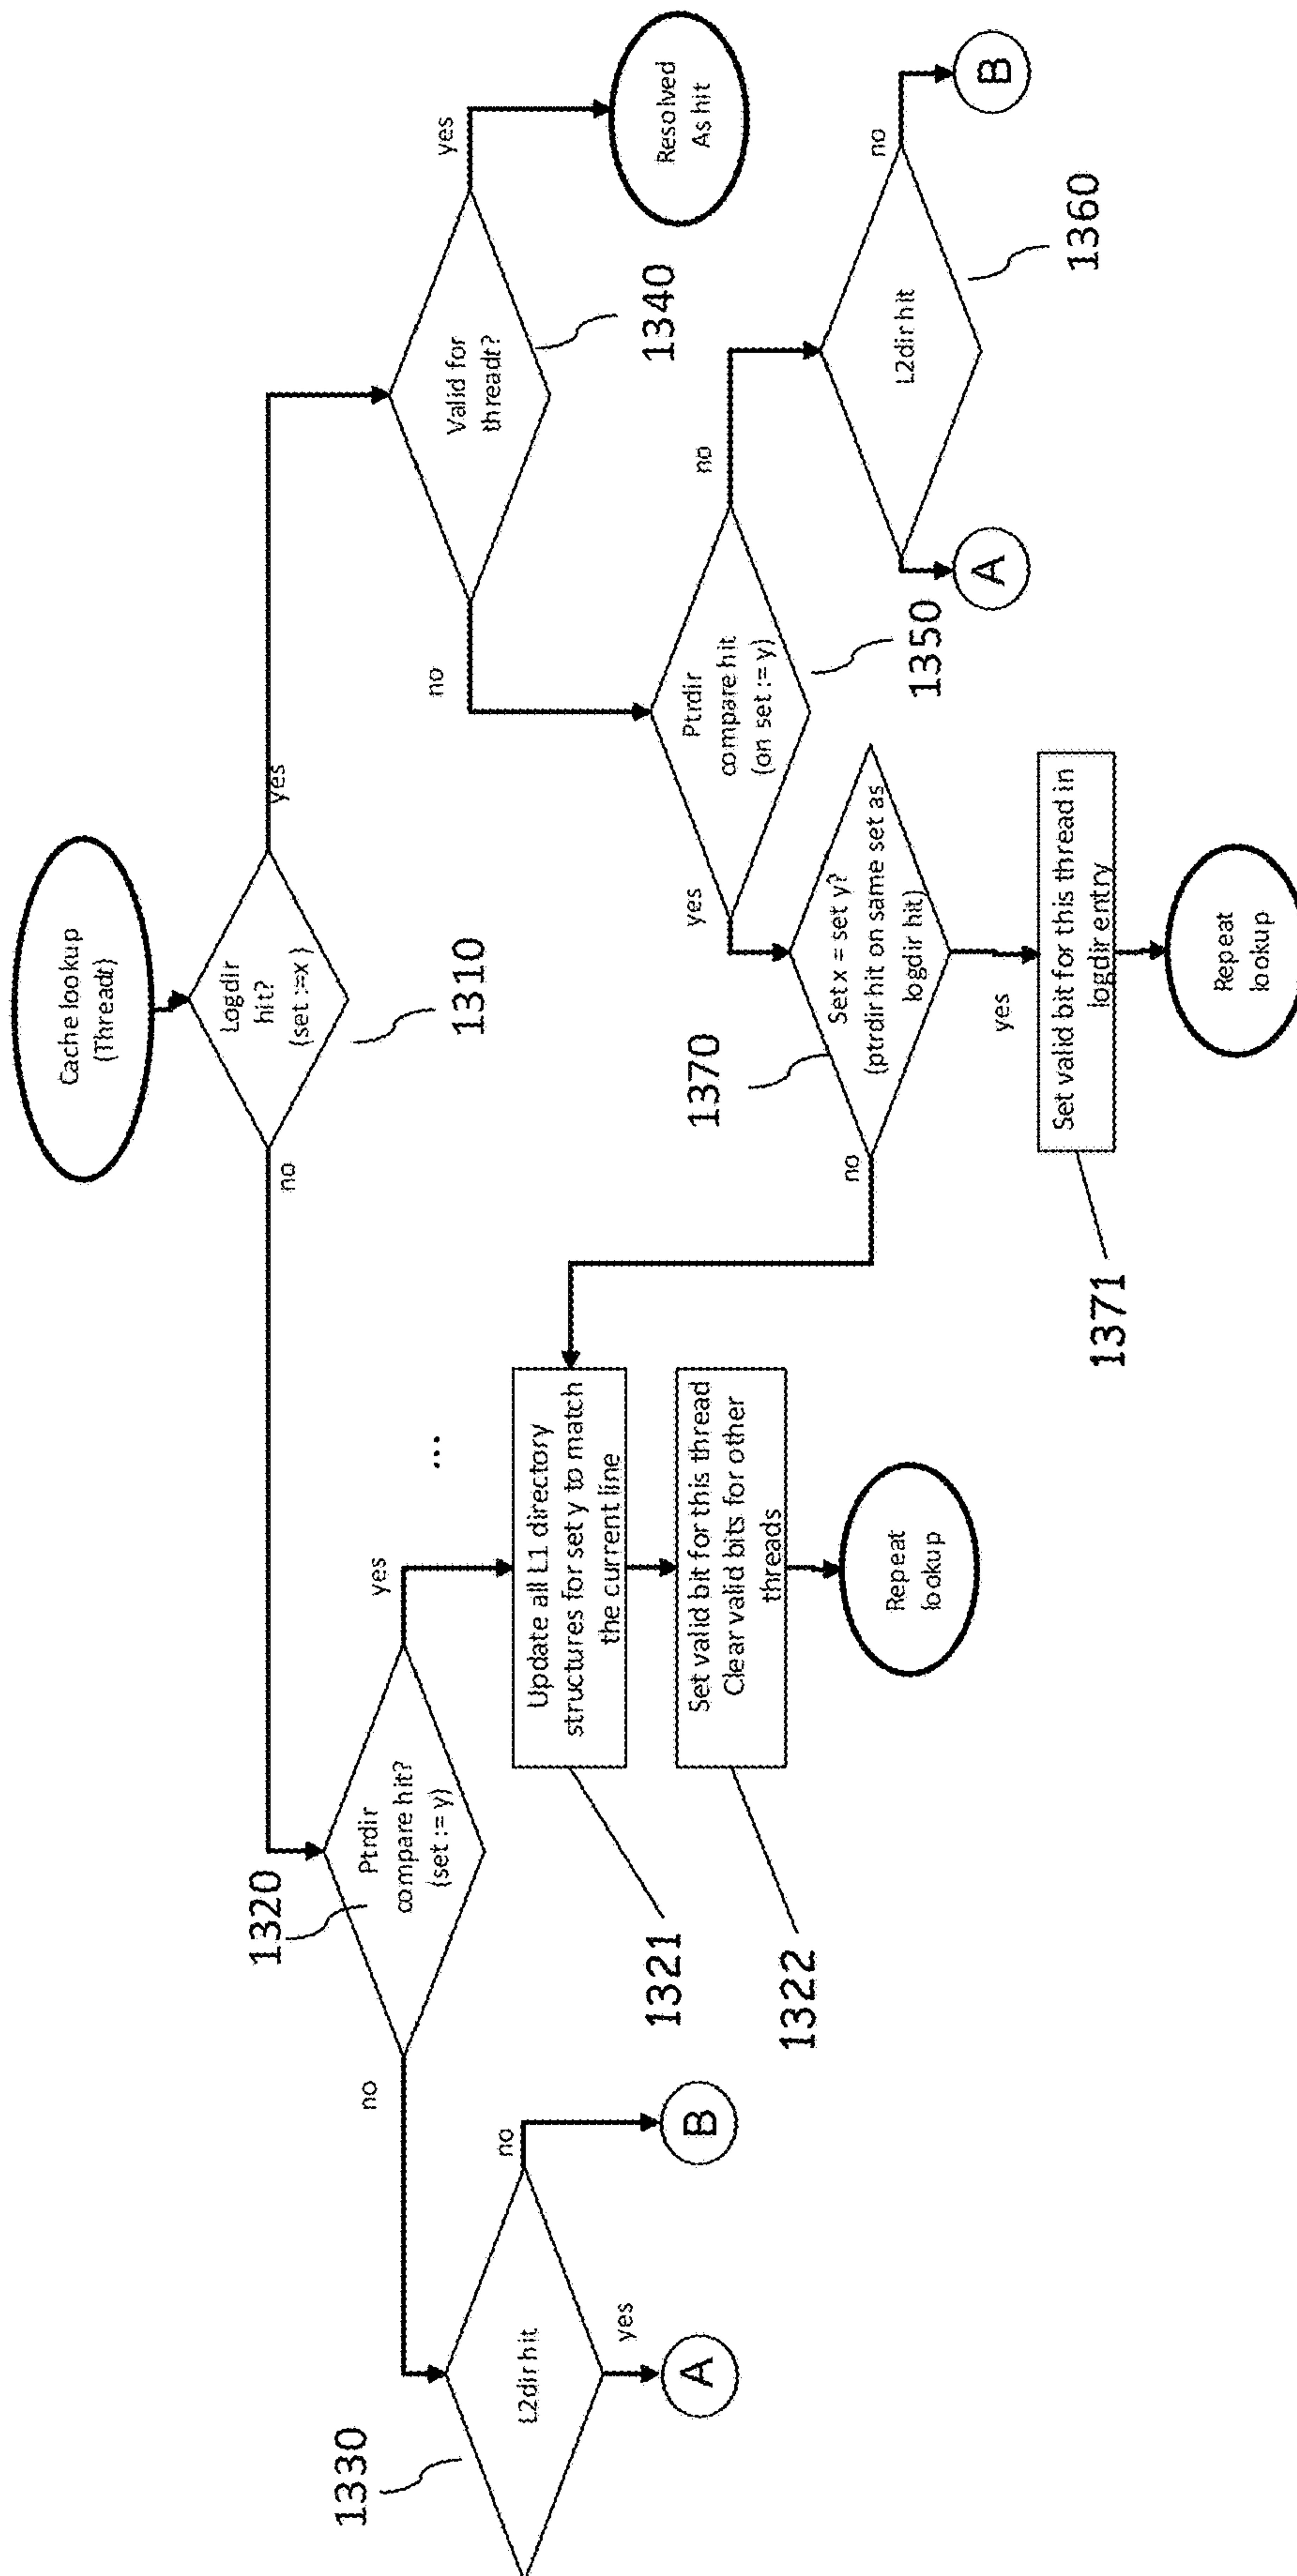 Cache lookup
(Threadt)
Logdir
hit?
(set :=x )
1310
no
yes
Ptrdir
compare hit?
(set := y)
1320
no
yes
L2dir hit
1330
no
yes
B
A
Update all L1 directory
structures for set y to match
the current line
1321
...
Set valid bit for this thread
Clear valid bits for other
threads
1322
Repeat
lookup
Valid for
threadt?
1340
yes
no
Resolved
As hit
Ptrdir
compare hit
(on set := y)
1350
no
yes
L2dir hit
1360
no
B
A
Set x = set y?
(ptrdir hit on same set as
logdir hit)
1370
no
yes
Set valid bit for this thread in
logdir entry
1371
Repeat
lookup